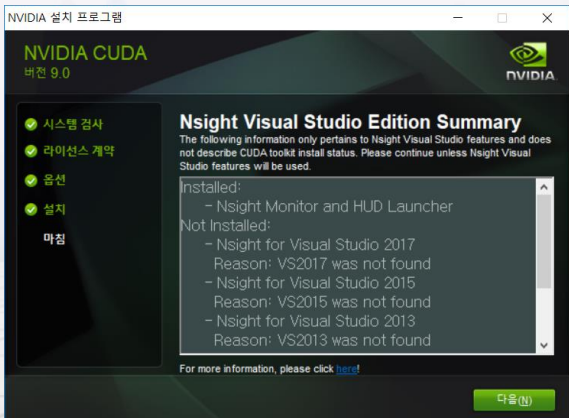 NVIDIA 설치 프로그램
NVIDIA CUDA
버전 9.0
NVIDIA
시스템 검사
라이선스 계약
옵션
설치
마침
Nsight Visual Studio Edition Summary
The following information only pertains to Nsight Visual Studio features and does
not describe CUDA toolkit install status. Please continue unless Nsight Visual
Studio features will be used.
Installed:
- Nsight Monitor and HUD Launcher
Not Installed:
- Nsight for Visual Studio 2017
Reason: VS2017 was not found
- Nsight for Visual Studio 2015
Reason: VS2015 was not found
- Nsight for Visual Studio 2013
Reason: VS2013 was not found
For more information, please click here!
다음(N)